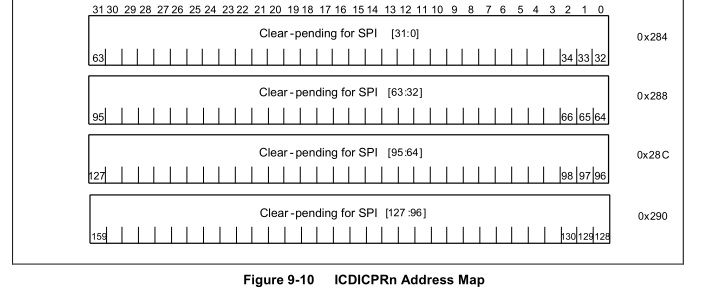 31 30 29 28 27 26 25 24 23 22 21 20 19 18 17 16 15 14 13 12 11 10 9 8 7 6 5 4 3 2 1 0
Clear-pending for SPI [31:0]
0x284
63 34 33 32
Clear-pending for SPI [63:32]
0x288
95 66 65 64
Clear-pending for SPI [95:64]
0x28C
127 98 97 96
Clear-pending for SPI [127:96]
0x290
159 130 129 128
Figure 9-10 ICDICPRn Address Map